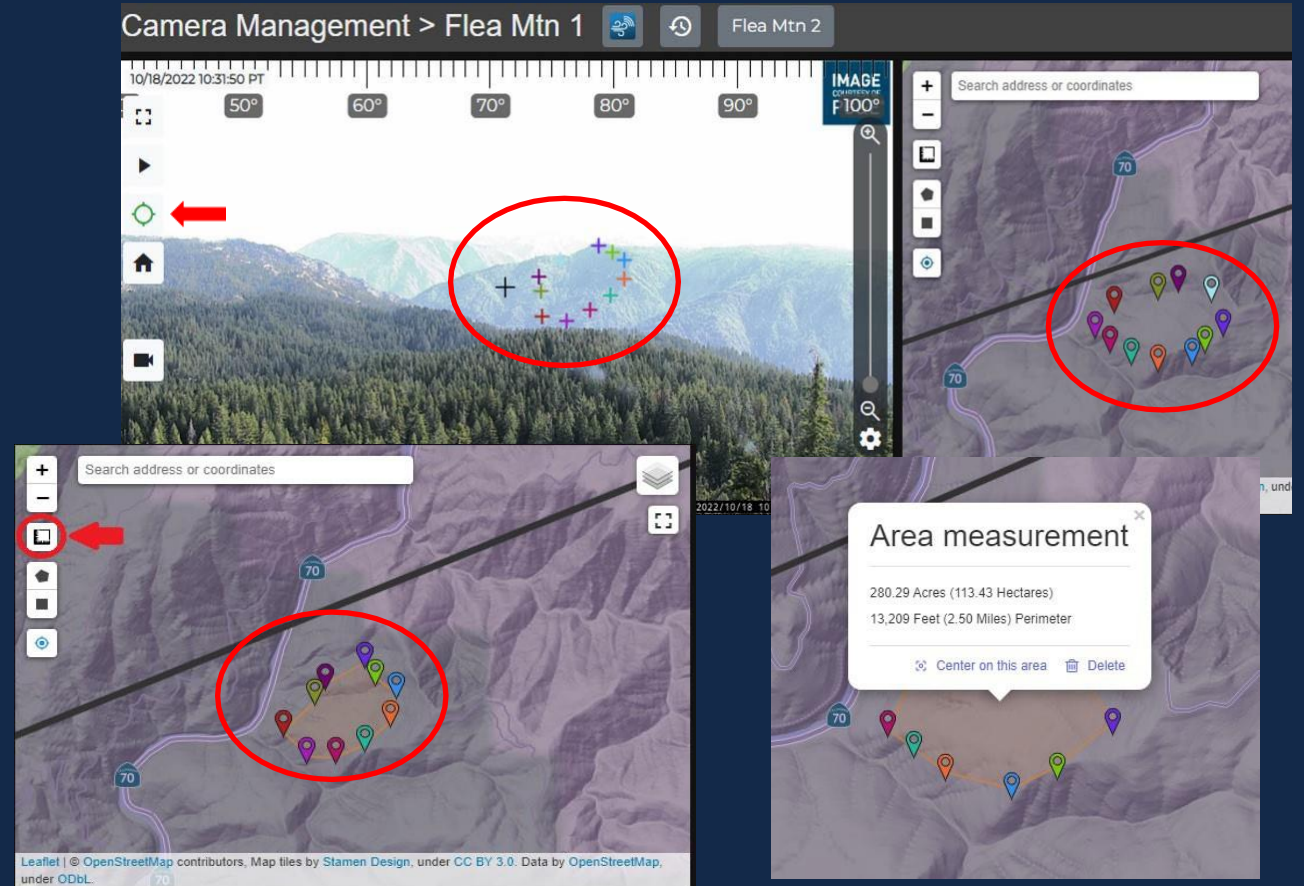 Camera Management > Flea Mtn 1
Flea Mtn 2
10/18/2022 10:31:50 PT
50°
60°
70°
80°
90°
100°
IMAGE
COURTESY OF
Search address or coordinates
70
70
2022/10/18 10
Search address or coordinates
70
70
70
Leaflet | © OpenStreetMap contributors, Map tiles by Stamen Design, under CC BY 3.0. Data by OpenStreetMap,
under ODbL.
Area measurement
280.29 Acres (113.43 Hectares)
13,209 Feet (2.50 Miles) Perimeter
Center on this area
Delete
70